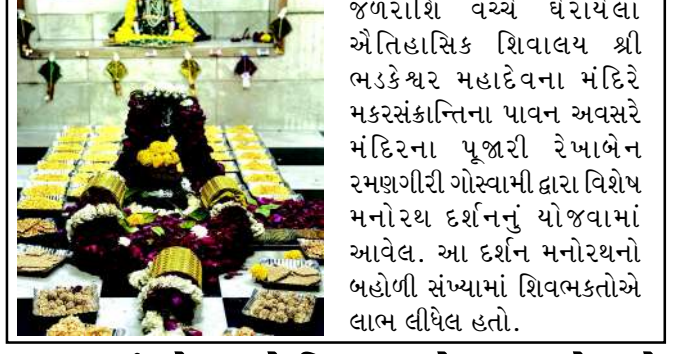 જળરાશિ વચ્ચે ઘેરાયેલા
ઐતિહાસિક શિવાલય શ્રી
ભડકેશ્વર મહાદેવના મંદિરે
મકરસંક્રાન્તિના પાવન અવસરે
મંદિરના પૂજારી રેખાબેન
રમણગીરી ગોસ્વામી દ્વારા વિશેષ
મનોરથ દર્શનનું યોજવામાં
આવેલ. આ દર્શન મનોરથનો
બહોળી સંખ્યામાં શિવભકતોએ
લાભ લીધેલ હતો.